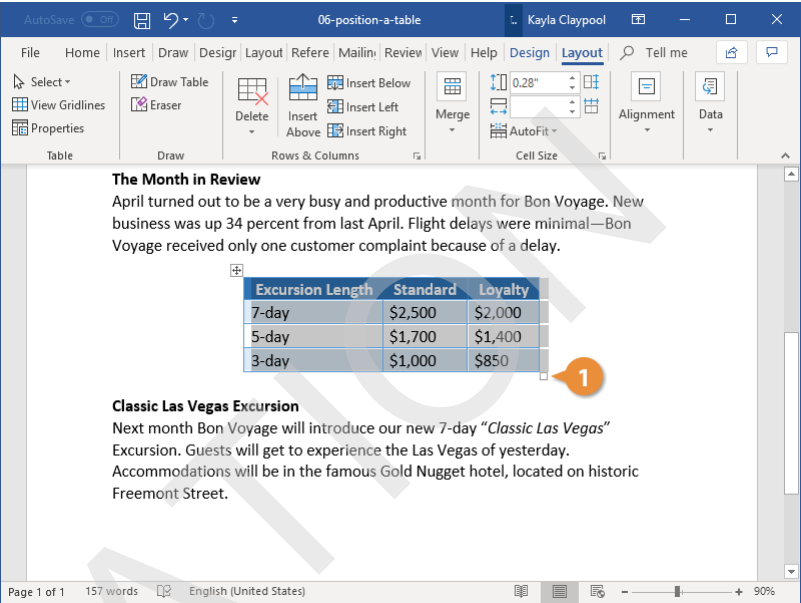 AutoSave Off 06-position-a-table Kayla Claypool
File Home Insert Draw Desigr Layout Refere Mailin Review View Help Design Layout Tell me
Select Draw Table Insert Below 0.28"
View Gridlines Eraser Delete Insert Above Insert Left Merge Alignment Data
Properties Insert Right AutoFit
Table Draw Rows & Columns Cell Size
The Month in Review
April turned out to be a very busy and productive month for Bon Voyage. New
business was up 34 percent from last April. Flight delays were minimal—Bon
Voyage received only one customer complaint because of a delay.
Excursion Length Standard Loyalty
7-day $2,500 $2,000
5-day $1,700 $1,400
3-day $1,000 $850
1
Classic Las Vegas Excursion
Next month Bon Voyage will introduce our new 7-day “Classic Las Vegas”
Excursion. Guests will get to experience the Las Vegas of yesterday.
Accommodations will be in the famous Gold Nugget hotel, located on historic
Freemont Street.
Page 1 of 1 157 words English (United States) 90%
ATION